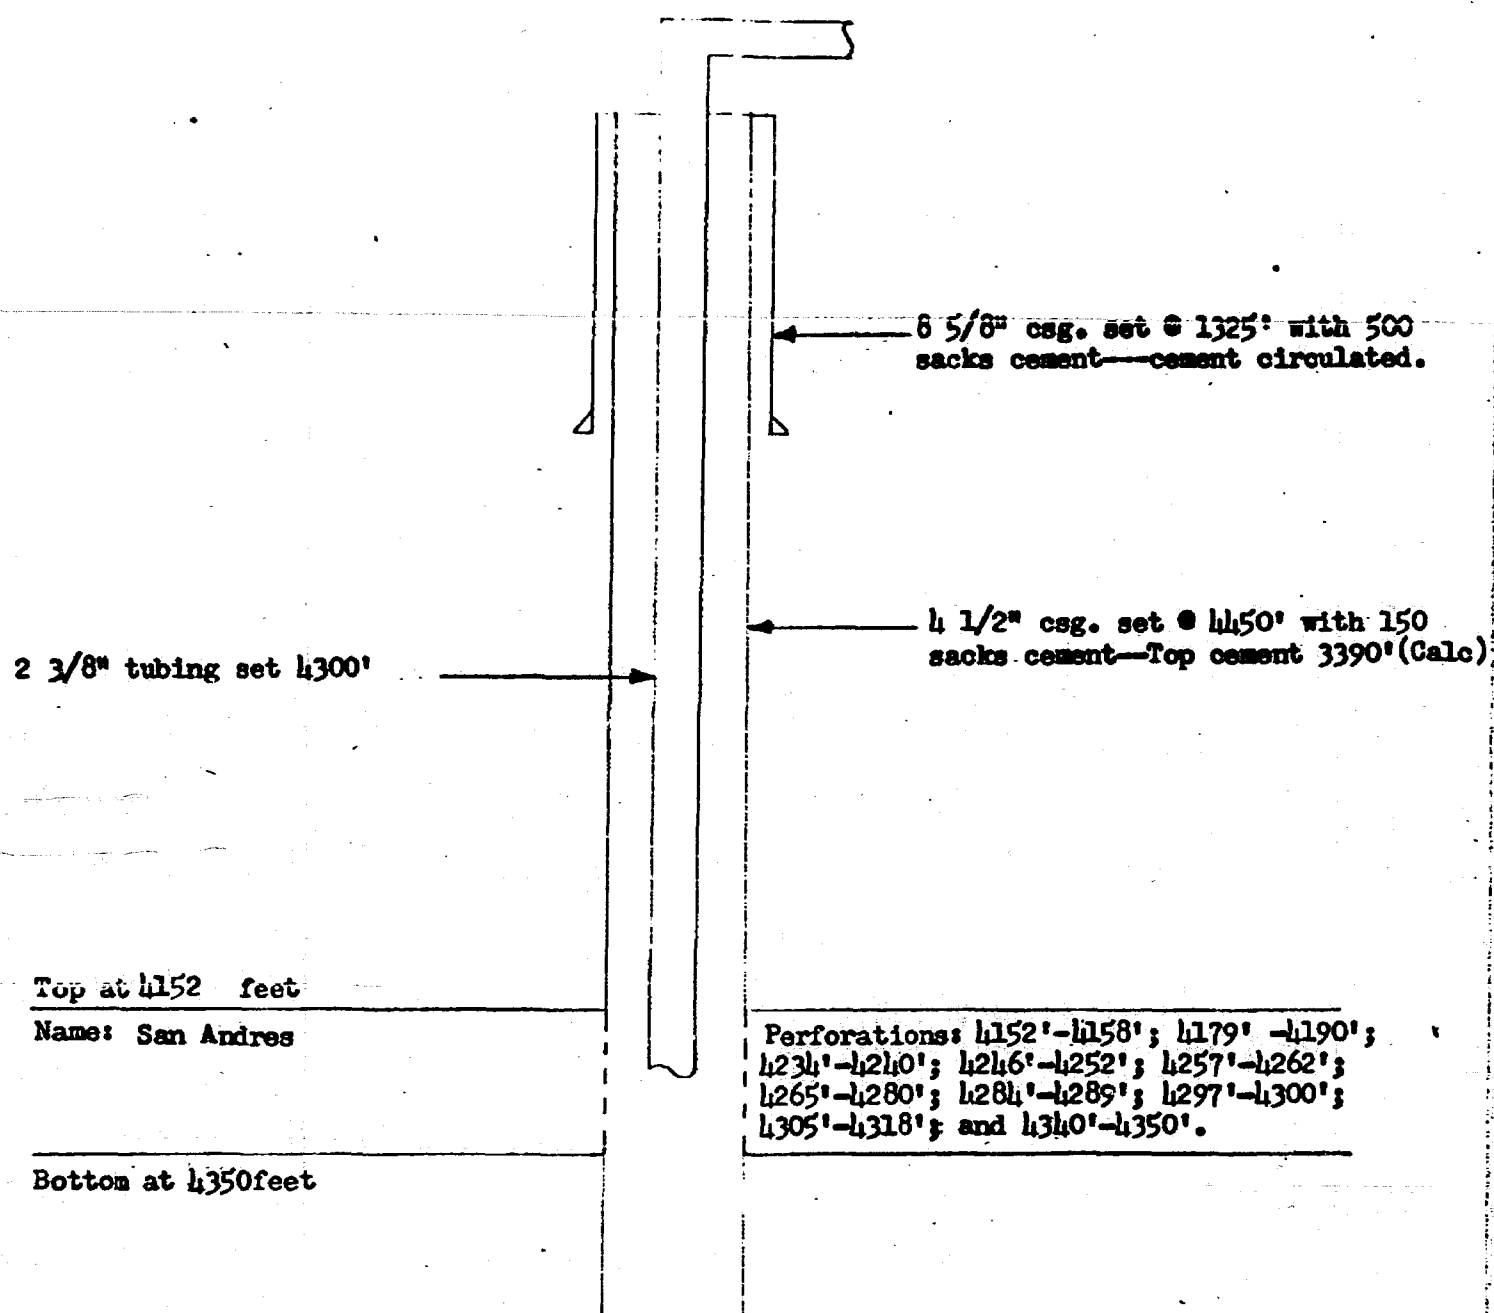 8 5/8" csg. set @ 1325' with 500
sacks cement---cement circulated.
4 1/2" csg. set @ 4450' with 150
sacks cement--Top cement 3390'(Calc)
2 3/8" tubing set 4300'
Top at 4152 feet
Name: San Andres
Perforations: 4152'-4158'; 4179' -4190';
4234'-4240'; 4246'-4252'; 4257'-4262';
4265'-4280'; 4284'-4289'; 4297'-4300';
4305'-4318'; and 4340'-4350'.
Bottom at 4350feet